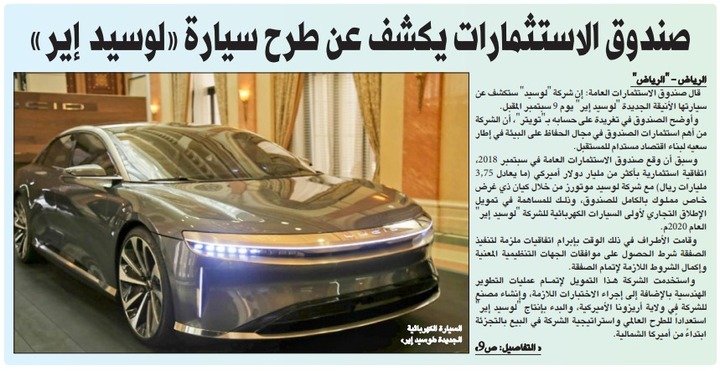 صندوق الاستثمارات يكشف عن طرح سيارة «لوسيد إير»
الرياض – "الرياض"
قال صندوق الاستثمارات العامة: إن شركة "لوسيد" ستكشف عن
سيارتها الأنيقة الجديدة "لوسيد إير" يوم 9 سبتمبر المقبل.
وأوضح الصندوق في تغريدة على حسابه بـ"تويتر"، أن الشركة
من أهم استثمارات الصندوق في مجال الحفاظ على البيئة في إطار
سعيه لبناء اقتصاد مستدام للمستقبل.
وسبق أن وقع صندوق الاستثمارات العامة في سبتمبر 2018،
اتفاقية استثمارية بأكثر من مليار دولار أميركي (ما يعادل 3,75
مليارات ريال) مع شركة لوسيد موتورز من خلال كيان ذي غرض
خاص مملوك بالكامل للصندوق، وذلك للمساهمة في تمويل
الإطلاق التجاري لأولى السيارات الكهربائية للشركة "لوسيد إير"
العام 2020م.
وقامت الأطراف في ذلك الوقت بإبرام اتفاقيات ملزمة لتنفيذ
الصفقة شرط الحصول على موافقات الجهات التنظيمية المعنية
وإكمال الشروط اللازمة لإتمام الصفقة.
واستخدمت الشركة هذا التمويل لإتمام عمليات التطوير
الهندسية بالإضافة إلى إجراء الاختبارات اللازمة، وإنشاء مصنع
للشركة في ولاية أريزونا الأميركية، والبدء بإنتاج "لوسيد إير"
استعداداً للطرح العالمي واستراتيجية الشركة في البيع بالتجزئة
ابتداءً من أميركا الشمالية.
« التفاصيل: ص9»
CID
السيارة الكهربائية
الجديدة «لوسيد إير»